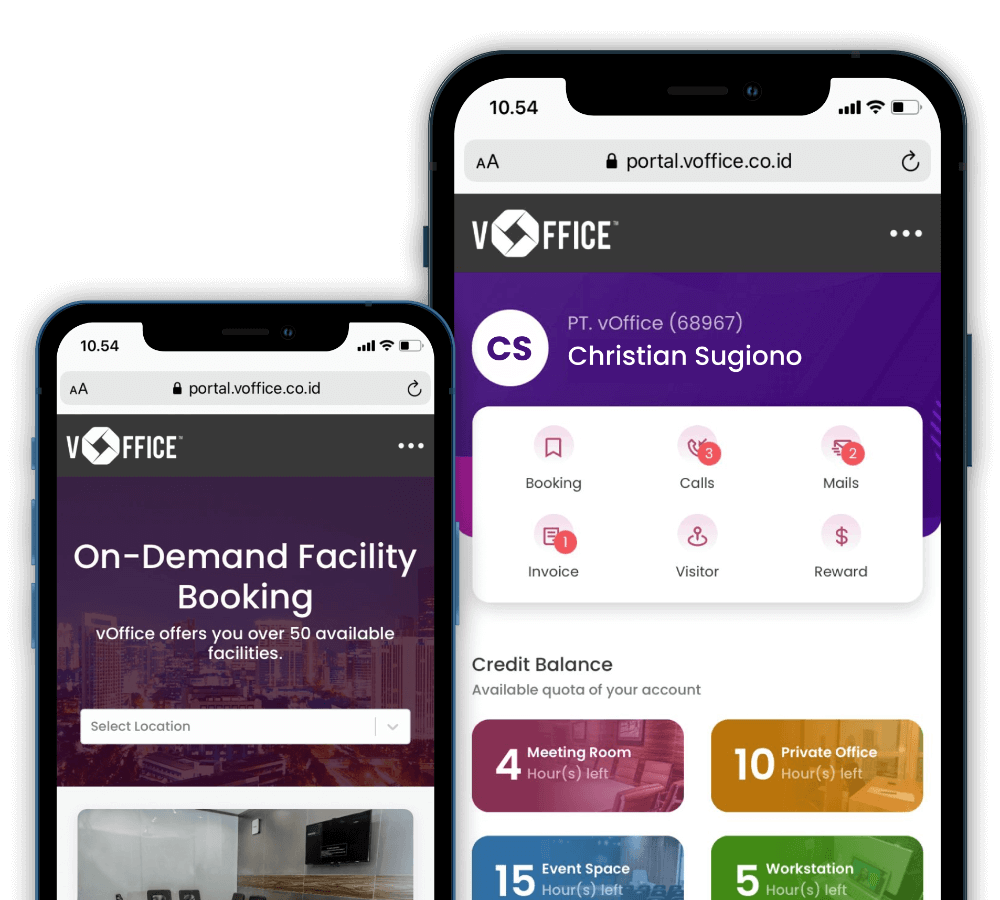 10.54
AA portal.voffice.co.id
VOFFICE™
On-Demand Facility
Booking
vOffice offers you over 50 available
facilities.
Select Location
10.54
AA portal.voffice.co.id
VOFFICE™
CS
PT. vOffice (68967)
Christian Sugiono
Booking
3
Calls
2
Mails
1
Invoice
Visitor
$
Reward
Credit Balance
Available quota of your account
4 Meeting Room
Hour(s) left
10 Private Office
Hour(s) left
15 Event Space
Hour(s) left
5 Workstation
Hour(s) left